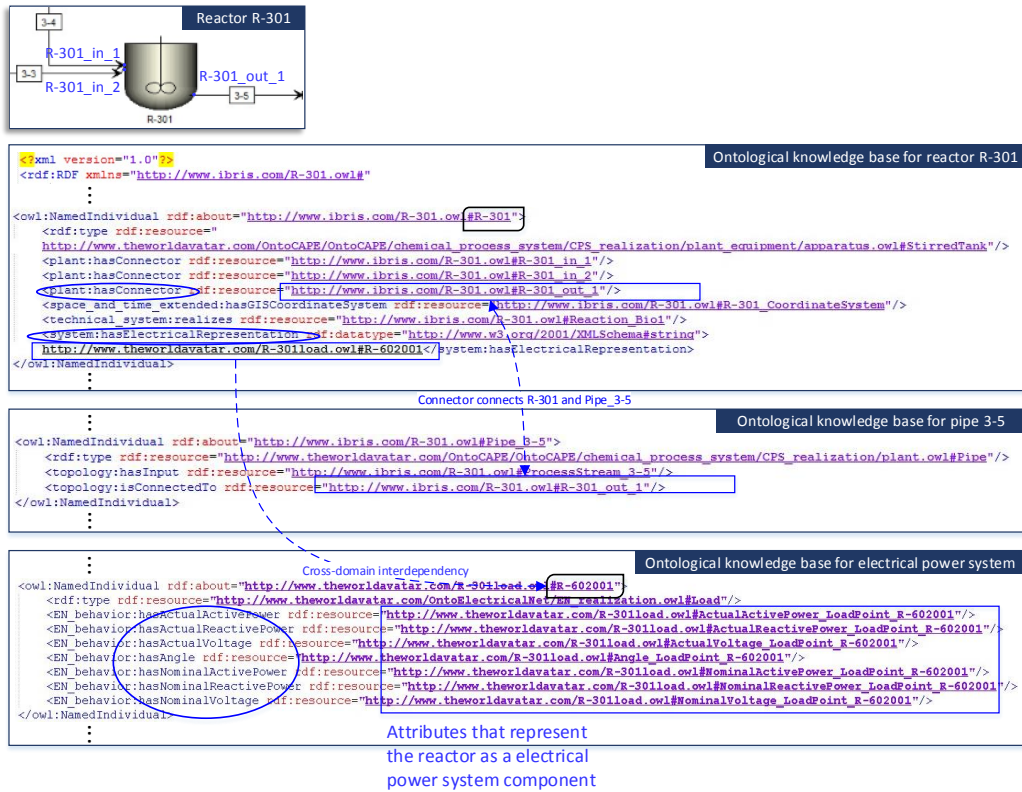 Reactor R-301
3-4
R-301_in_1
3-3
R-301_in_2
R-301_out_1
3-5
R-301
Ontological knowledge base for reactor R-301
<?xml version="1.0"?>
<rdf:RDF xmlns="http://www.ibris.com/R-301.owl#"
<owl:NamedIndividual rdf:about="http://www.ibris.com/R-301.owl#R-301">
<rdf:type rdf:resource="
http://www.theworldavatar.com/OntoCAPE/OntoCAPE/chemical_process_system/CPS_realization/plant_equipment/apparatus.owl#StirredTank"/>
<plant:hasConnector rdf:resource="http://www.ibris.com/R-301.owl#R-301_in_1"/>
<plant:hasConnector rdf:resource="http://www.ibris.com/R-301.owl#R-301_in_2"/>
<plant:hasConnector rdf:resource="http://www.ibris.com/R-301.owl#R-301_out_1"/>
<space_and_time_extended:hasGISCoordinateSystem rdf:resource="http://www.ibris.com/R-301.owl#R-301_CoordinateSystem"/>
<technical_system:realizes rdf:resource="http://www.ibris.com/R-301.owl#Reaction_Bio1"/>
<system:hasElectricalRepresentation rdf:datatype="http://www.w3.org/2001/XMLSchema#string">
http://www.theworldavatar.com/R-301load.owl#R-602001</system:hasElectricalRepresentation>
</owl:NamedIndividual>
Connector connects R-301 and Pipe_3-5
Ontological knowledge base for pipe 3-5
<owl:NamedIndividual rdf:about="http://www.ibris.com/R-301.owl#Pipe_3-5">
<rdf:type rdf:resource="http://www.theworldavatar.com/OntoCAPE/OntoCAPE/chemical_process_system/CPS_realization/plant.owl#Pipe"/>
<topology:hasInput rdf:resource="http://www.ibris.com/R-301.owl#ProcessStream_3-5"/>
<topology:isConnectedTo rdf:resource="http://www.ibris.com/R-301.owl#R-301_out_1"/>
</owl:NamedIndividual>
Ontological knowledge base for electrical power system
Cross-domain interdependency
<owl:NamedIndividual rdf:about="http://www.theworldavatar.com/R-301load.owl#R-602001">
<rdf:type rdf:resource="http://www.theworldavatar.com/OntoElectricalNet/EN_realization.owl#Load"/>
<EN_behavior:hasActualActivePower rdf:resource="http://www.theworldavatar.com/R-301load.owl#ActualActivePower_LoadPoint_R-602001"/>
<EN_behavior:hasActualReactivePower rdf:resource="http://www.theworldavatar.com/R-301load.owl#ActualReactivePower_LoadPoint_R-602001"/>
<EN_behavior:hasActualVoltage rdf:resource="http://www.theworldavatar.com/R-301load.owl#ActualVoltage_LoadPoint_R-602001"/>
<EN_behavior:hasAngle rdf:resource="http://www.theworldavatar.com/R-301load.owl#Angle_LoadPoint_R-602001"/>
<EN_behavior:hasNominalActivePower rdf:resource="http://www.theworldavatar.com/R-301load.owl#NominalActivePower_LoadPoint_R-602001"/>
<EN_behavior:hasNominalReactivePower rdf:resource="http://www.theworldavatar.com/R-301load.owl#NominalReactivePower_LoadPoint_R-602001"/>
<EN_behavior:hasNominalVoltage rdf:resource="http://www.theworldavatar.com/R-301load.owl#NominalVoltage_LoadPoint_R-602001"/>
</owl:NamedIndividual>
Attributes that represent
the reactor as a electrical
power system component